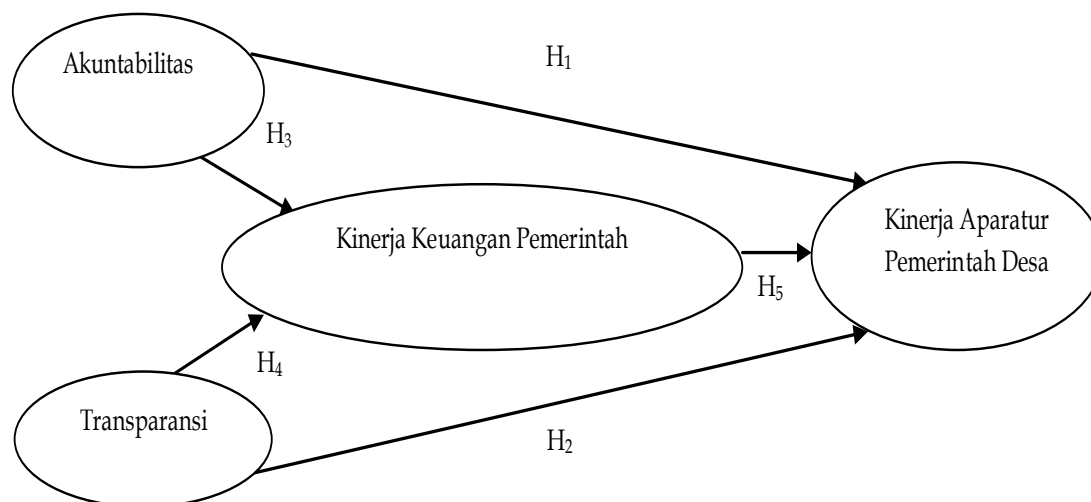 Akuntabilitas
H₁
H₃
Kinerja Keuangan Pemerintah
Kinerja Aparatur
Pemerintah Desa
H₅
H₄
Transparansi
H₂